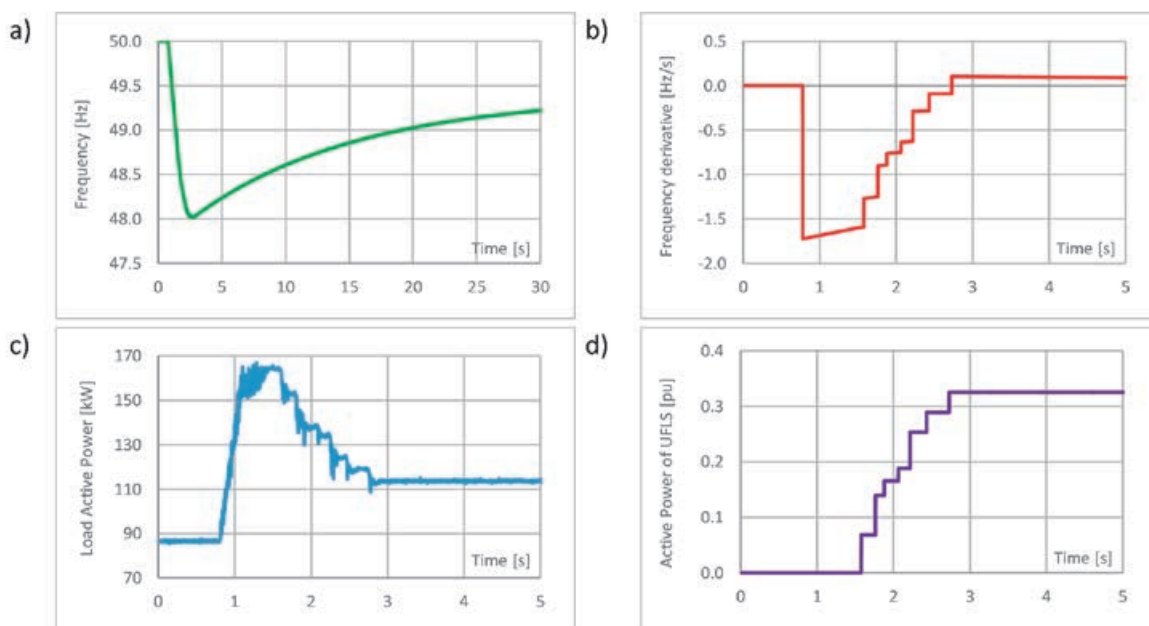 a)
50.0
49.5
49.0
48.5
48.0
47.5
Frequency [Hz]
Time [s]
0 5 10 15 20 25 30
b)
0.5
0.0
-0.5
-1.0
-1.5
-2.0
Frequency derivative [Hz/s]
Time [s]
0 1 2 3 4 5
c)
170
150
130
110
90
70
Load Active Power [kW]
Time [s]
0 1 2 3 4 5
d)
0.4
0.3
0.2
0.1
0.0
Active Power of UFLS [pu]
Time [s]
0 1 2 3 4 5